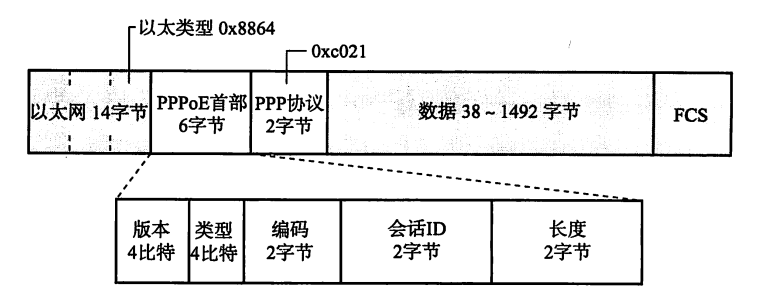 以太类型 0x8864
0xc021
以太网 14字节
PPPoE首部
6字节
PPP协议
2字节
数据 38～1492 字节
FCS
版本
4比特
类型
4比特
编码
2字节
会话ID
2字节
长度
2字节